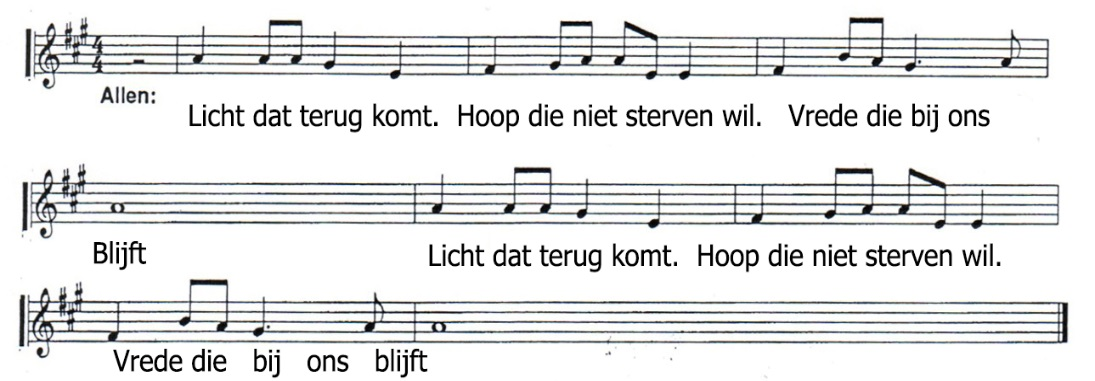 Allen:
Licht dat terug komt. Hoop die niet sterven wil. Vrede die bij ons
Blijft Licht dat terug komt. Hoop die niet sterven wil.
Vrede die bij ons blijft